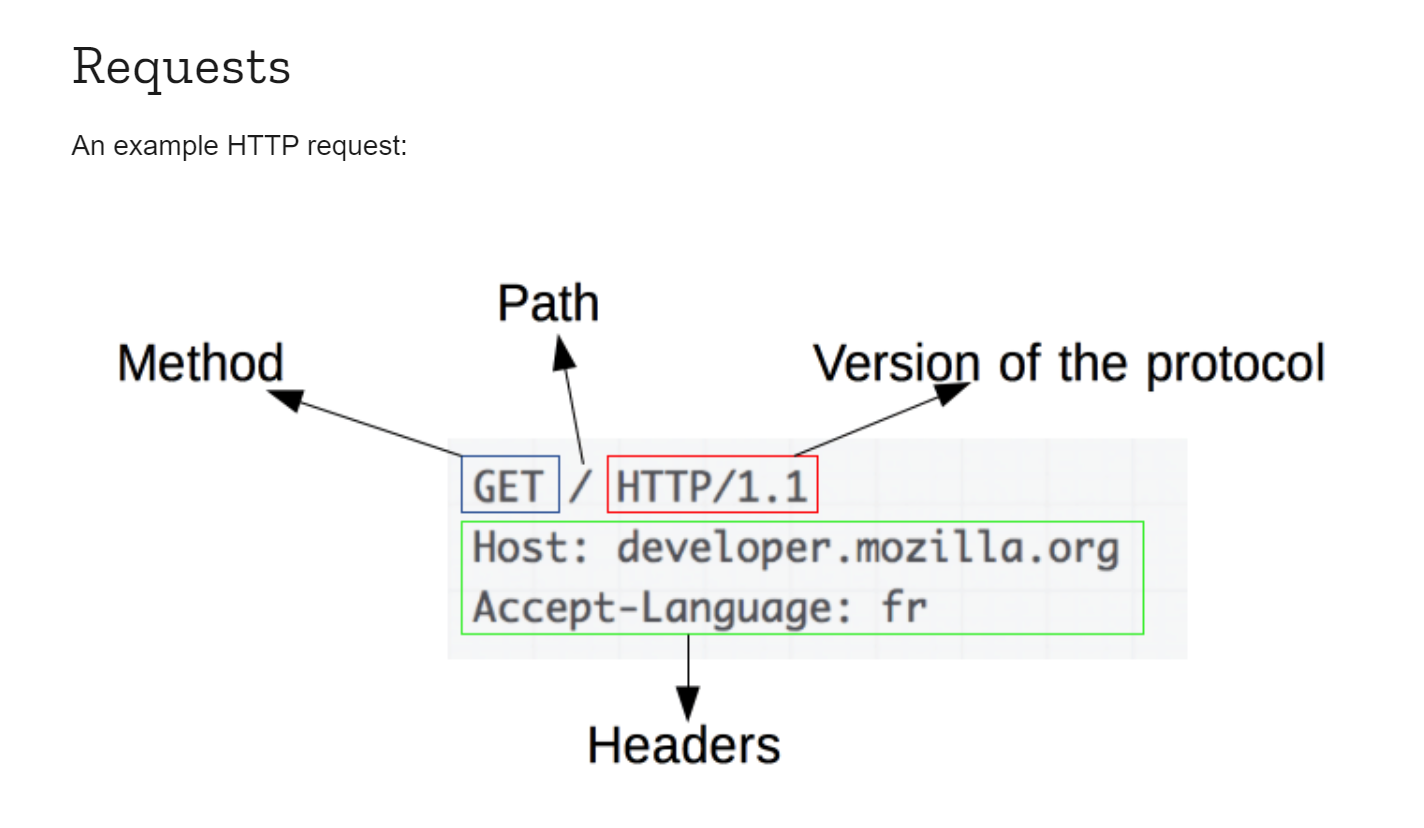 Requests
An example HTTP request:
Path
Method
Version of the protocol
GET / HTTP/1.1
Host: developer.mozilla.org
Accept-Language: fr
Headers